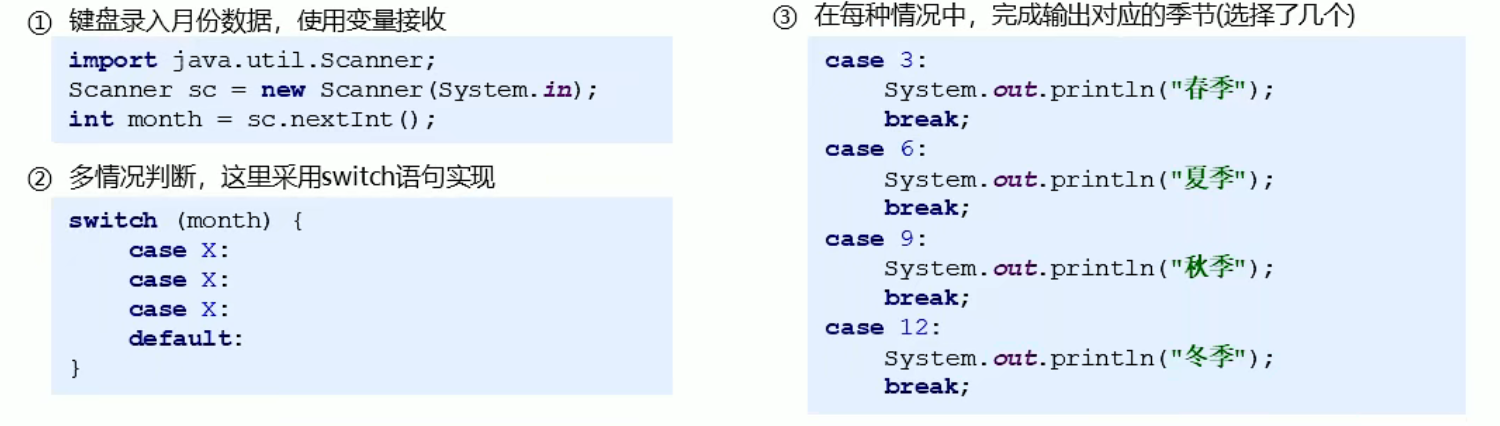 ① 键盘录入月份数据，使用变量接收
import java.util.Scanner;
Scanner sc = new Scanner(System.in);
int month = sc.nextInt();
② 多情况判断，这里采用switch语句实现
switch (month) {
    case X:
    case X:
    case X:
    default:
}
③ 在每种情况中，完成输出对应的季节(选择了几个)
case 3:
    System.out.println("春季");
    break;
case 6:
    System.out.println("夏季");
    break;
case 9:
    System.out.println("秋季");
    break;
case 12:
    System.out.println("冬季");
    break;